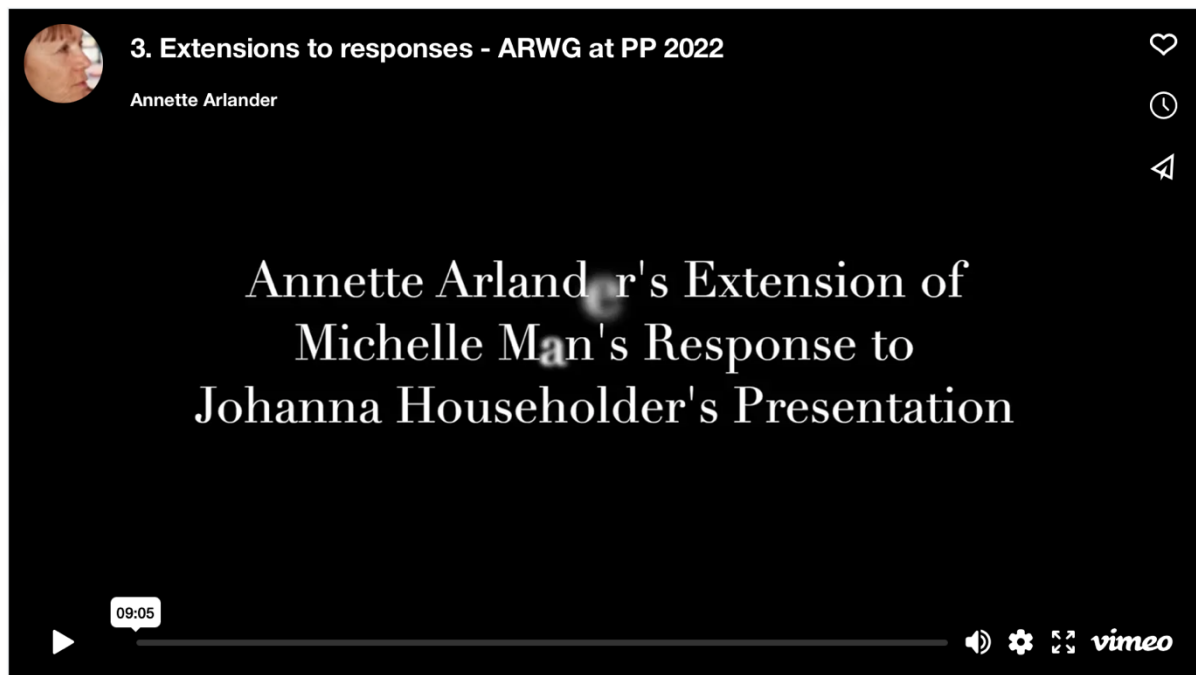 3. Extensions to responses - ARWG at PP 2022
Annette Arlander
Annette Arlander's Extension of
Michelle Man's Response to
Johanna Householder's Presentation
09:05
vimeo